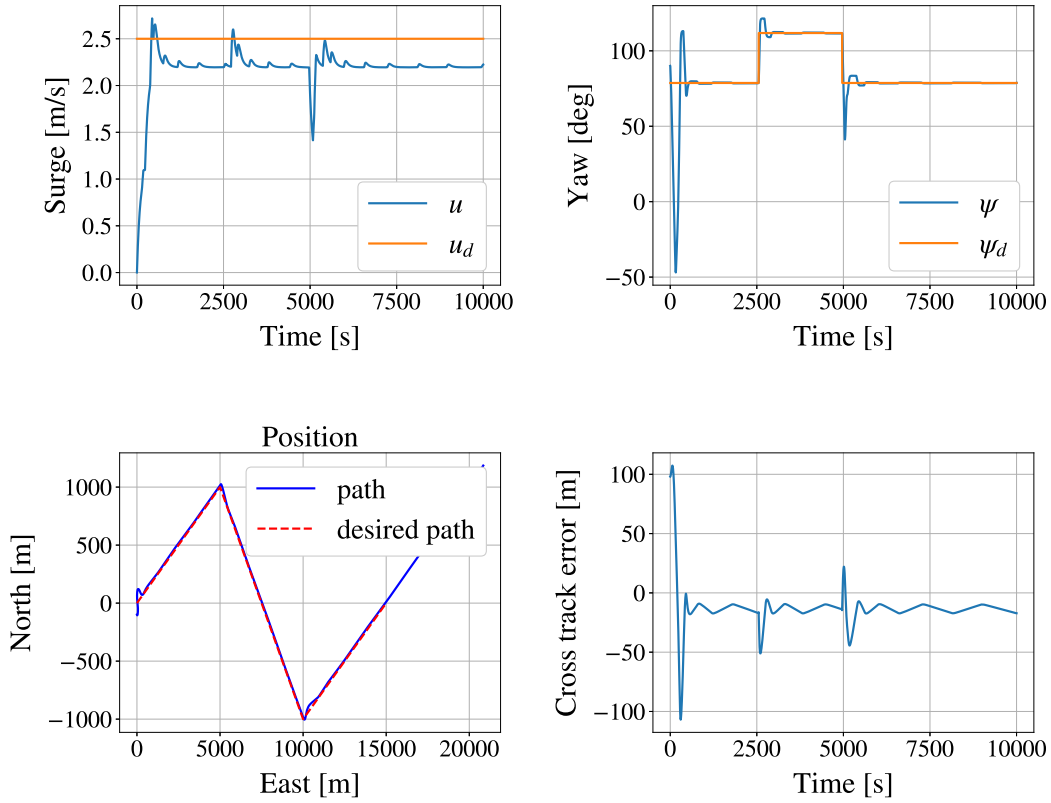 2.5
2.0
1.5
1.0
0.5
0.0
Surge [m/s]
u
u_d
0 2500 5000 7500 10000
Time [s]
100
50
0
−50
Yaw [deg]
ψ
ψ_d
0 2500 5000 7500 10000
Time [s]
Position
1000
500
0
−500
−1000
North [m]
path
desired path
0 5000 10000 15000 20000
East [m]
100
50
0
−50
−100
Cross track error [m]
0 2500 5000 7500 10000
Time [s]